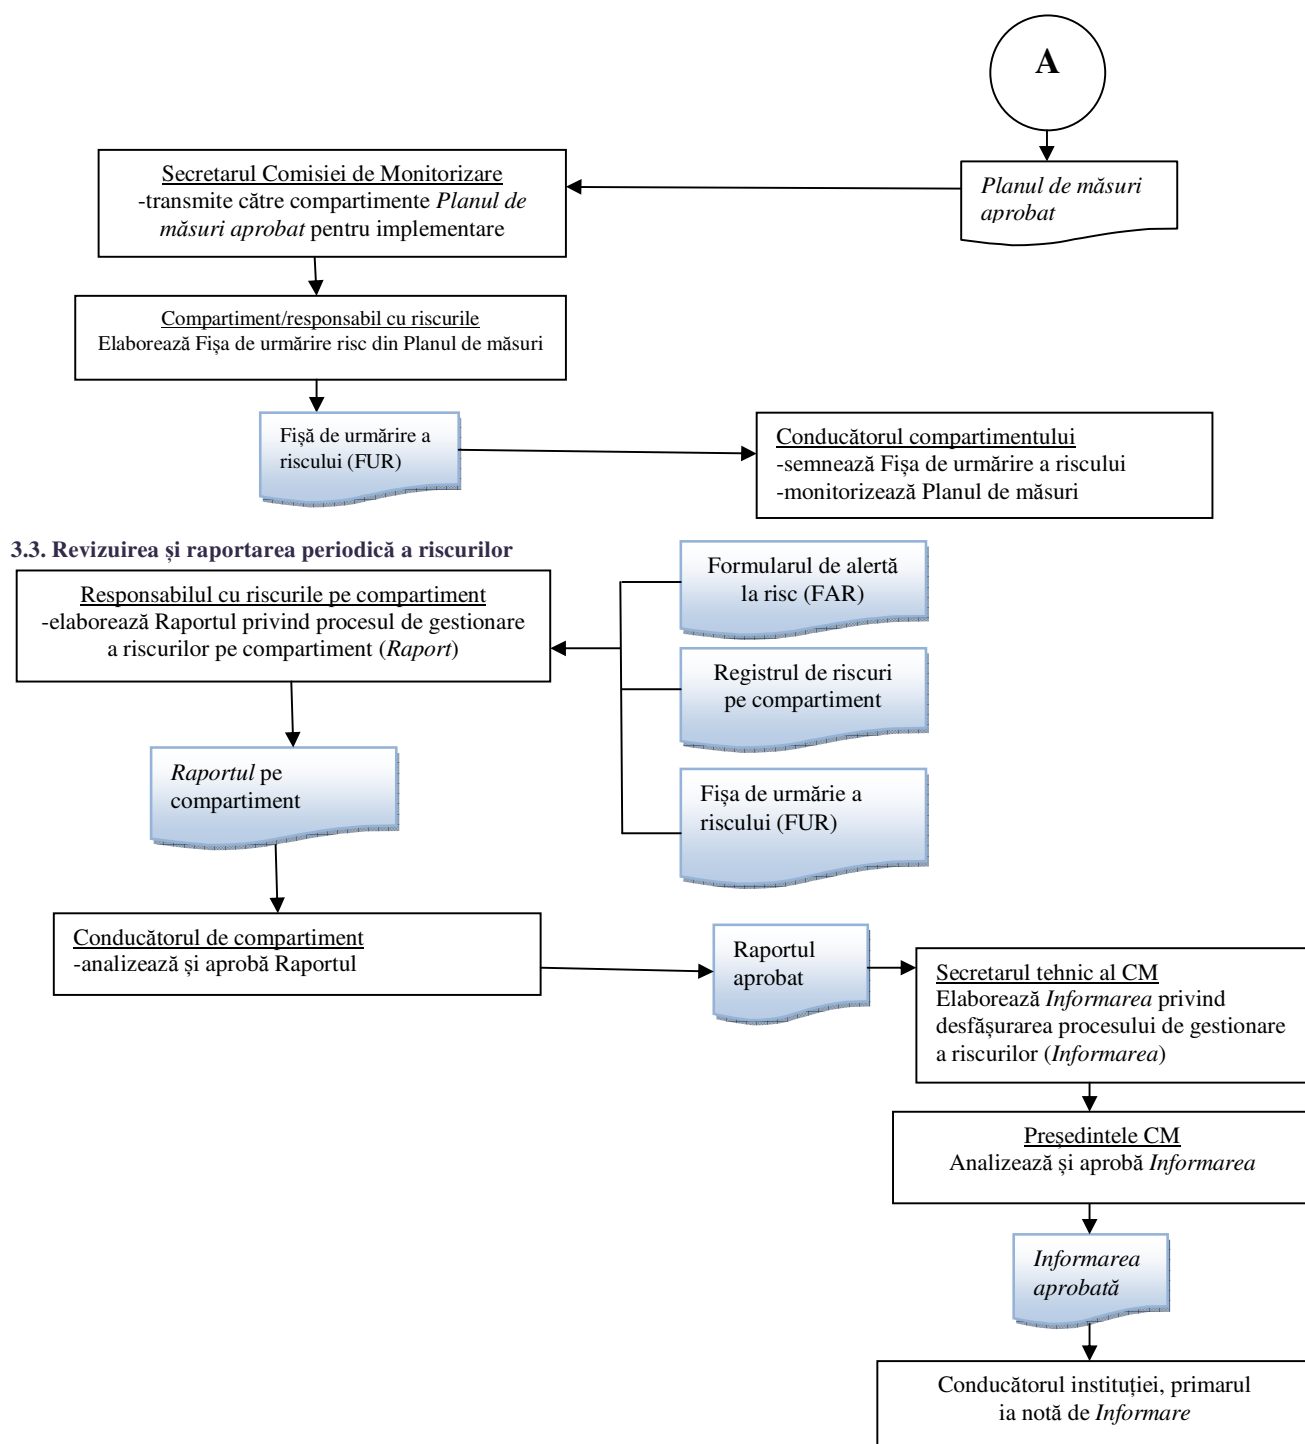 A
Planul de măsuri
aprobat
Secretarul Comisiei de Monitorizare
-transmite către compartimente Planul de
măsuri aprobat pentru implementare
Compartiment/responsabil cu riscurile
Elaborează Fișa de urmărire risc din Planul de măsuri
Fișă de urmărire a
riscului (FUR)
Conducătorul compartimentului
-semnează Fișa de urmărire a riscului
-monitorizează Planul de măsuri
3.3. Revizuirea și raportarea periodică a riscurilor
Responsabilul cu riscurile pe compartiment
-elaborează Raportul privind procesul de gestionare
a riscurilor pe compartiment (Raport)
Formularul de alertă
la risc (FAR)
Registrul de riscuri
pe compartiment
Fișa de urmărie a
riscului (FUR)
Raportul pe
compartiment
Conducătorul de compartiment
-analizează și aprobă Raportul
Raportul
aprobat
Secretarul tehnic al CM
Elaborează Informarea privind
desfășurarea procesului de gestionare
a riscurilor (Informarea)
Președintele CM
Analizează și aprobă Informarea
Informarea
aprobată
Conducătorul instituției, primarul
ia notă de Informare